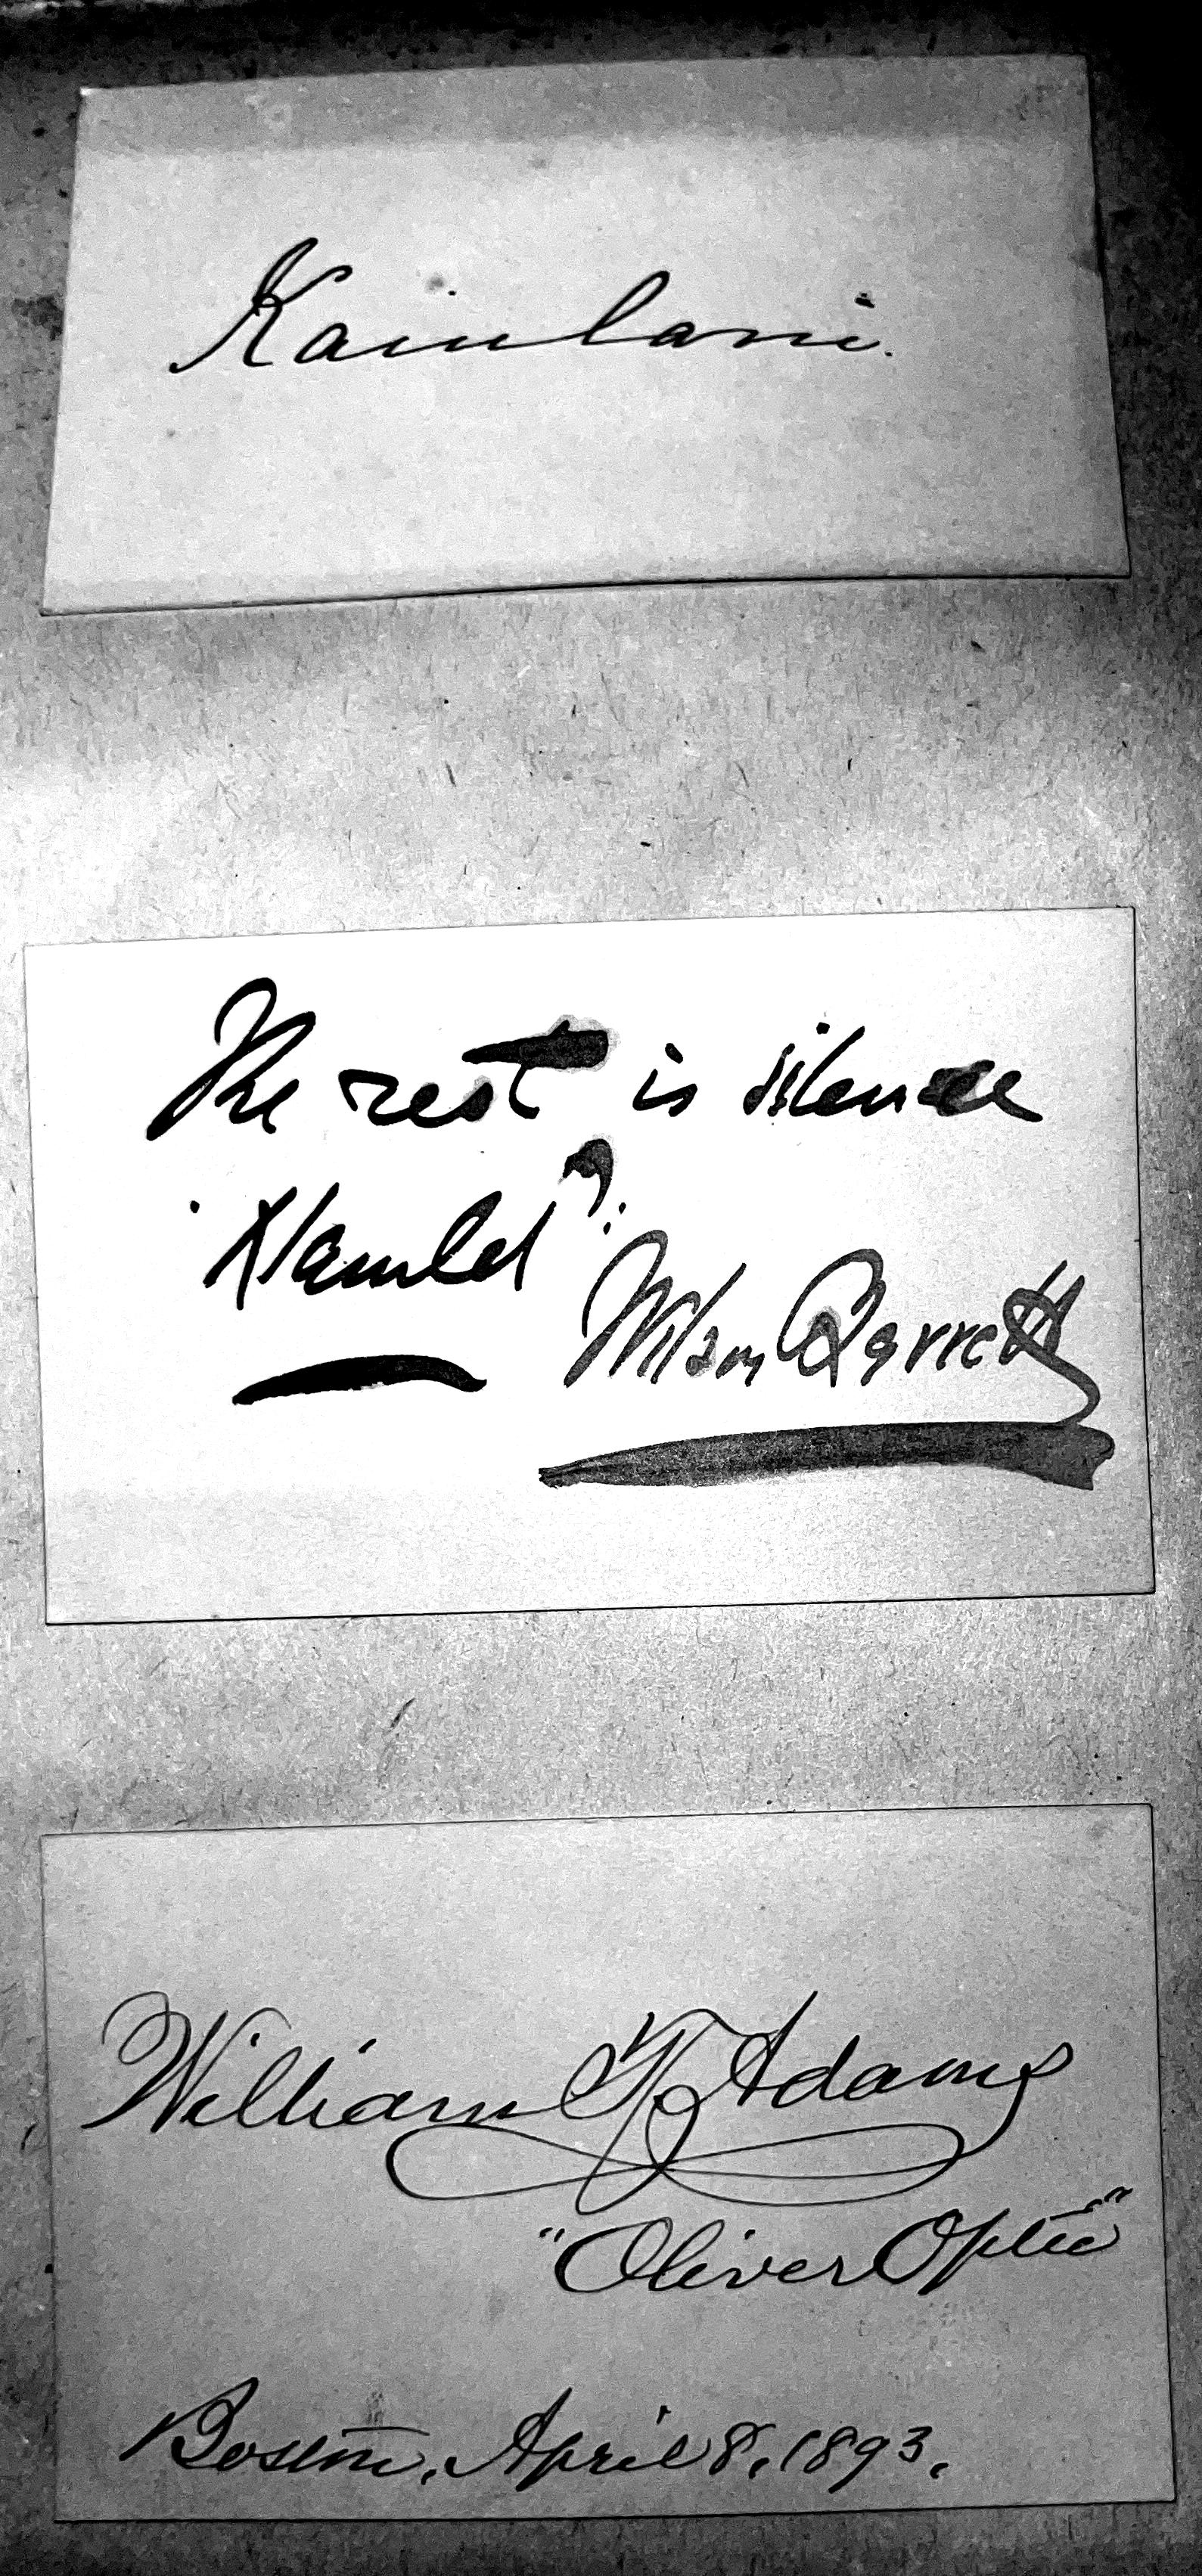 Kaiulani.
The rest is silence
"Hamlet".
Wilson Barrett
William T. Adams
"Oliver Optic"
Boston, April 8, 1893.